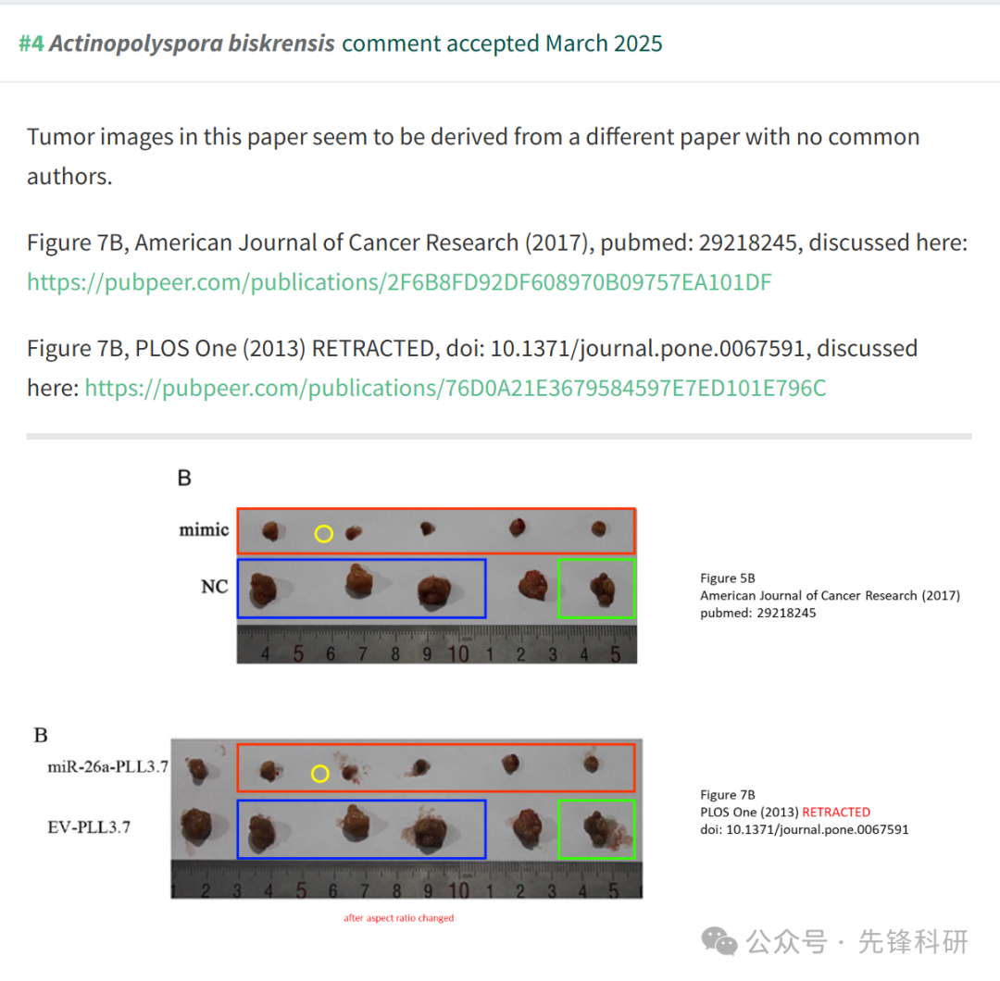 #4 Actinopolyspora biskrensis comment accepted March 2025
Tumor images in this paper seem to be derived from a different paper with no common
authors.
Figure 7B, American Journal of Cancer Research (2017), pubmed: 29218245, discussed here:
https://pubpeer.com/publications/2F6B8FD92DF608970B09757EA101DF
Figure 7B, PLOS One (2013) RETRACTED, doi: 10.1371/journal.pone.0067591, discussed
here: https://pubpeer.com/publications/76D0A21E3679584597E7ED101E796C
B
mimic
NC
4 5 6 7 8 9 10 1 2 3 4 5
Figure 5B
American Journal of Cancer Research (2017)
pubmed: 29218245
B
miR-26a-PLL3.7
EV-PLL3.7
1 2 3 4 5 6 7 8 9 10 1 2 3 4 5
Figure 7B
PLOS One (2013) RETRACTED
doi: 10.1371/journal.pone.0067591
after aspect ratio changed
公众号 · 先锋科研